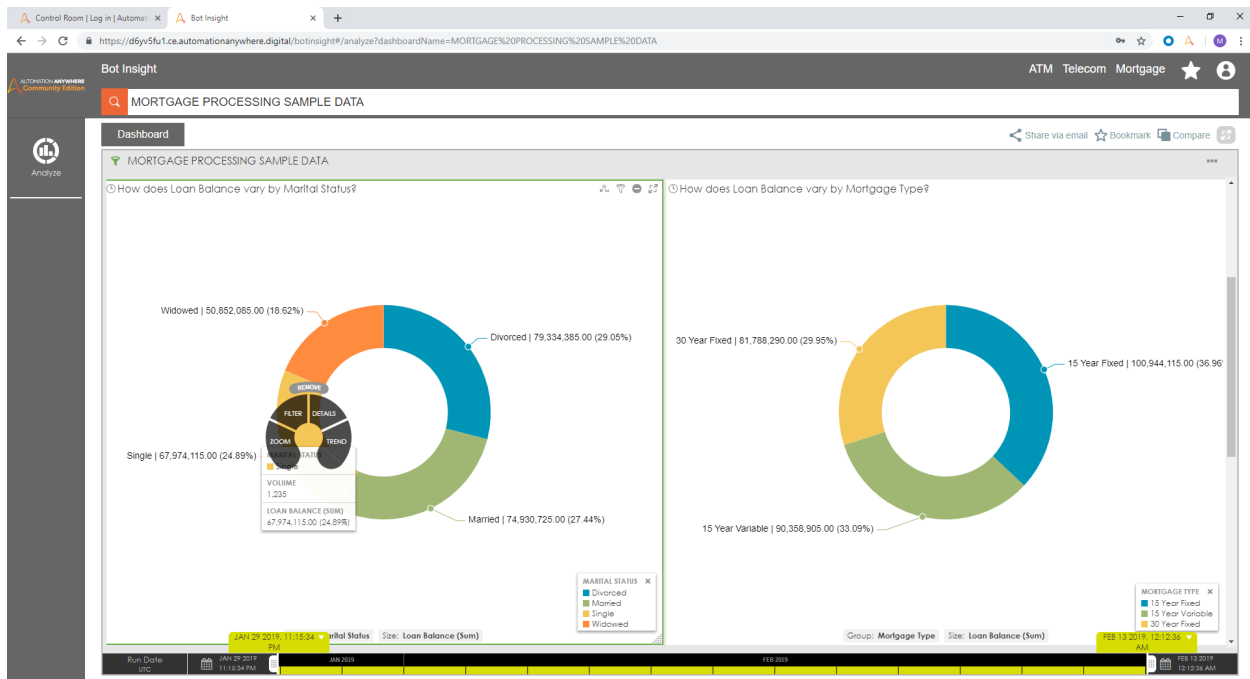 Control Room | Log in | Automati
Bot Insight
https://d6yv5fu1.ce.automationanywhere.digital/botinsight#/analyze?dashboardName=MORTGAGE%20PROCESSING%20SAMPLE%20DATA
M
AUTOMATION ANYWHERE
Community Edition
Bot Insight
ATM Telecom Mortgage
MORTGAGE PROCESSING SAMPLE DATA
Analyze
Dashboard
Share via email Bookmark Compare
MORTGAGE PROCESSING SAMPLE DATA
How does Loan Balance vary by Marital Status?
Widowed | 50,852,085.00 (18.62%)
Divorced | 79,334,385.00 (29.05%)
REMOVE
FILTER DETAILS
ZOOM TREND
Single | 67,974,115.00 (24.89%)
MARITAL STATUS
Single
VOLUME
1,235
LOAN BALANCE (SUM)
67,974,115.00 (24.89%)
Married | 74,930,725.00 (27.44%)
MARITAL STATUS
Divorced
Married
Single
Widowed
arital Status Size: Loan Balance (Sum)
How does Loan Balance vary by Mortgage Type?
30 Year Fixed | 81,788,290.00 (29.95%)
15 Year Fixed | 100,944,115.00 (36.96
15 Year Variable | 90,358,905.00 (33.09%)
MORTGAGE TYPE
15 Year Fixed
15 Year Variable
30 Year Fixed
Group: Mortgage Type Size: Loan Balance (Sum)
JAN 29 2019, 11:15:34
PM
FEB 13 2019, 12:12:36
AM
Run Date
UTC
JAN 29 2019
11:15:34 PM
JAN 2019
FEB 2019
FEB 13 2019
12:12:36 AM